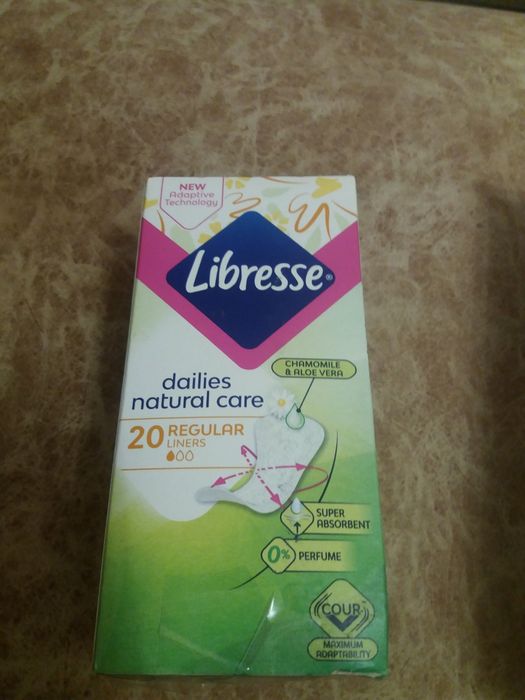 NEW
Adaptive
Technology
Libresse®
CHAMOMILE
& ALOE VERA
dailies
natural care
20 REGULAR
LINERS
SUPER
ABSORBENT
0% PERFUME
COUR
MAXIMUM
ADAPTABILITY